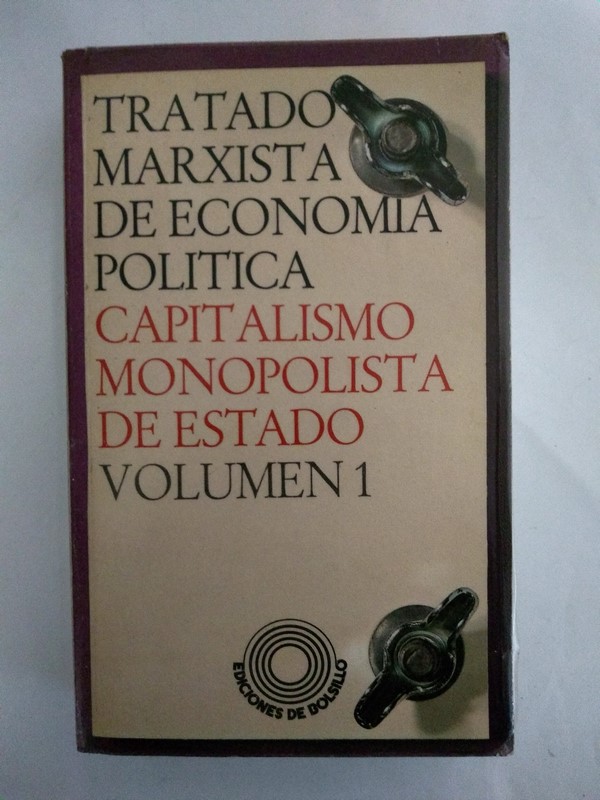 TRATADO
MARXISTA
DE ECONOMIA
POLITICA
CAPITALISMO
MONOPOLISTA
DE ESTADO
VOLUMEN 1
EDICIONES DE BOLSILLO